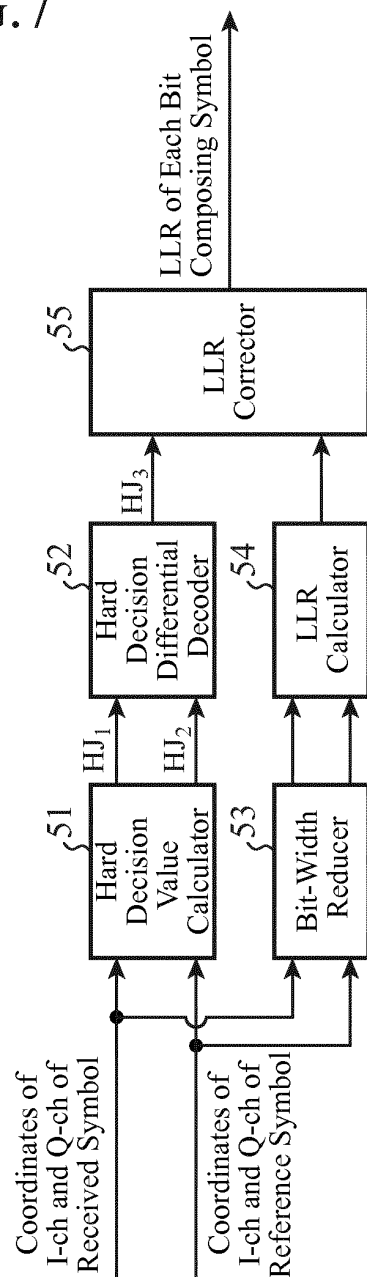 G. 7
Coordinates of
I-ch and Q-ch of
Received Symbol
Coordinates of
I-ch and Q-ch of
Reference Symbol
51
Hard
Decision
Value
Calculator
HJ₁
HJ₂
52
Hard
Decision
Differential
Decoder
HJ₃
53
Bit-Width
Reducer
54
LLR
Calculator
55
LLR
Corrector
LLR of Each Bit
Composing Symbol